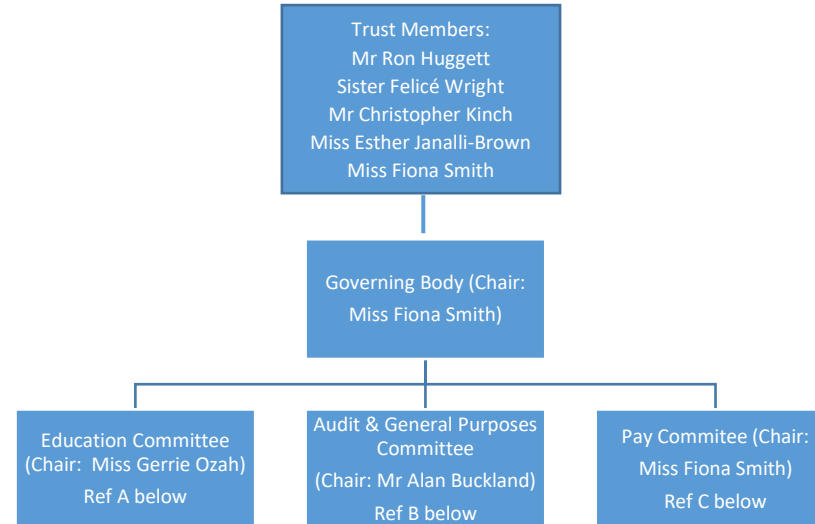 Trust Members:
Mr Ron Huggett
Sister Felicé Wright
Mr Christopher Kinch
Miss Esther Janalli-Brown
Miss Fiona Smith
Governing Body (Chair:
Miss Fiona Smith)
Education Committee
(Chair:  Miss Gerrie Ozah)
Ref A below
Audit & General Purposes
Committee
(Chair: Mr Alan Buckland)
Ref B below
Pay Commitee (Chair:
Miss Fiona Smith)
Ref C below